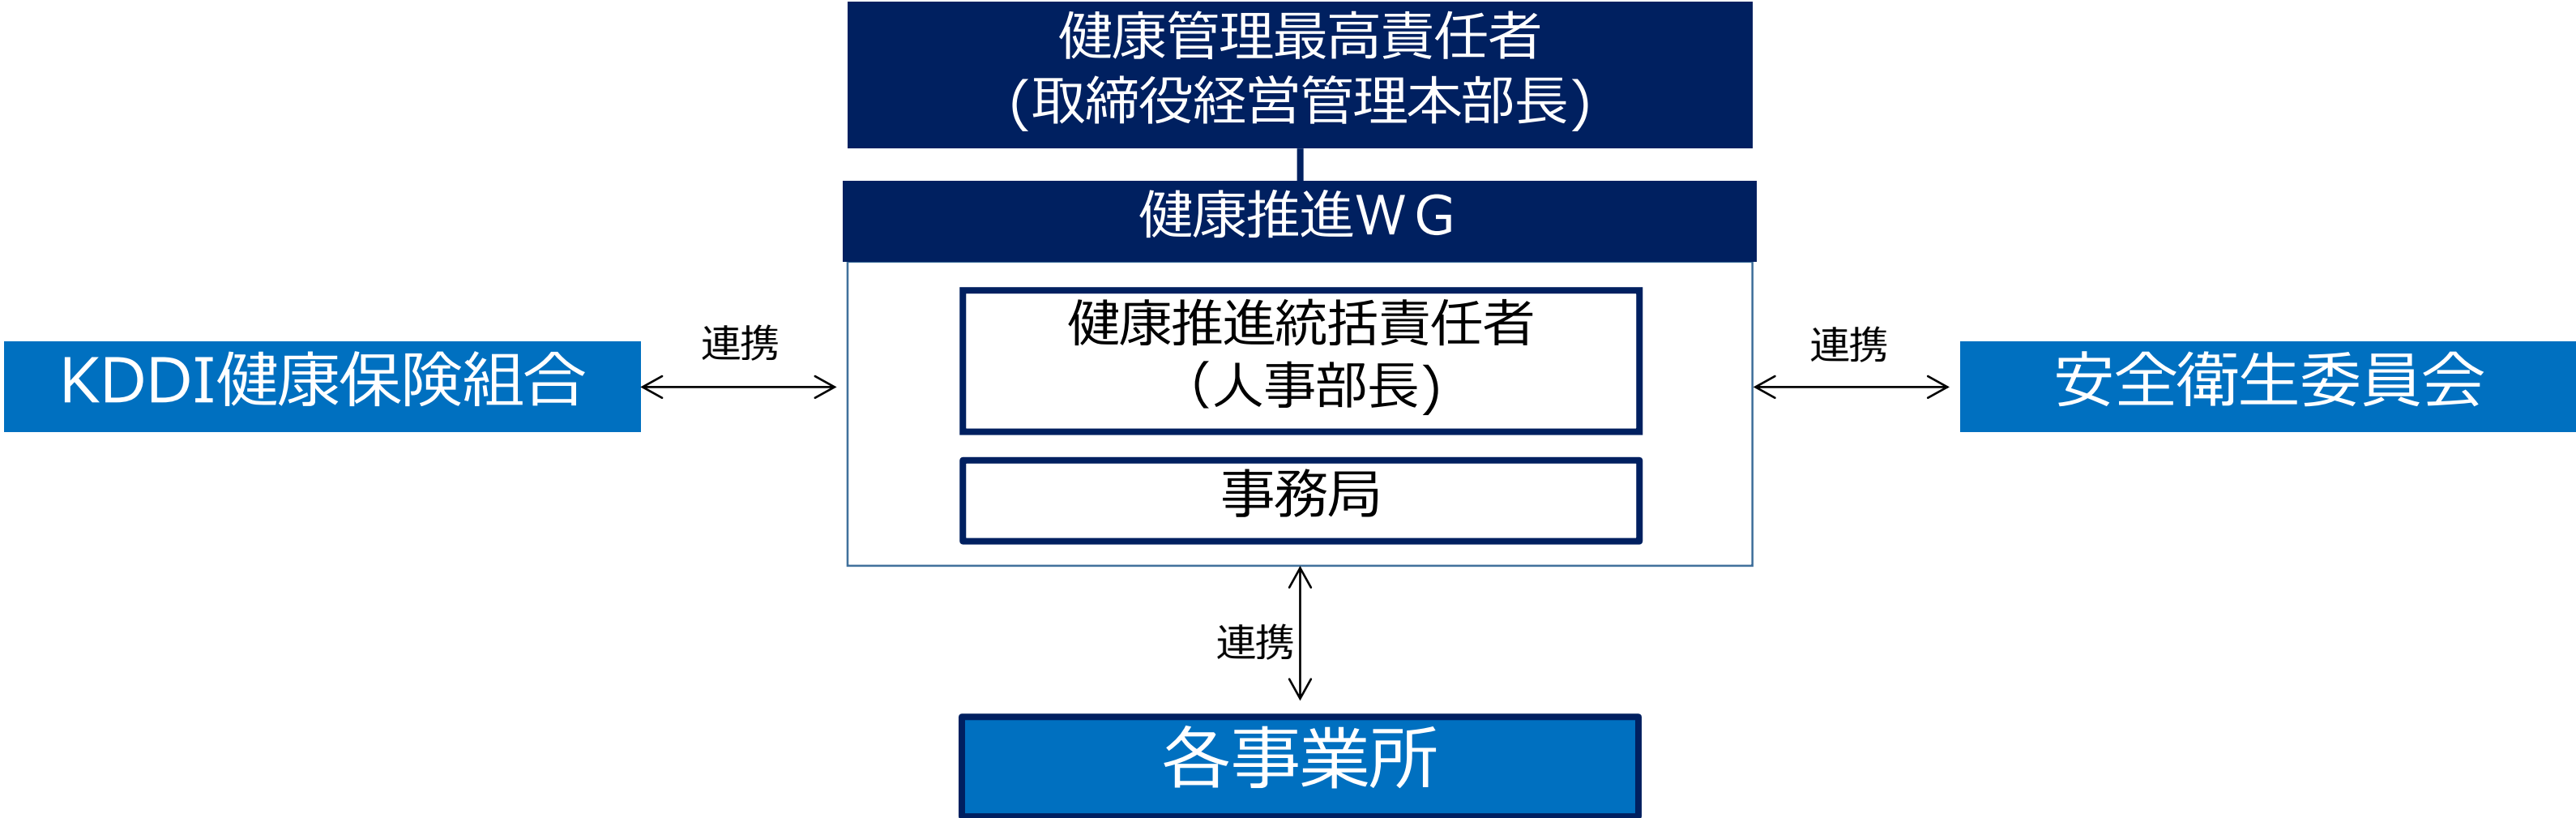 健康管理最高責任者
(取締役経営管理本部長)
健康推進ＷＧ
健康推進統括責任者
（人事部長)
事務局
連携
KDDI健康保険組合
連携
安全衛生委員会
連携
各事業所